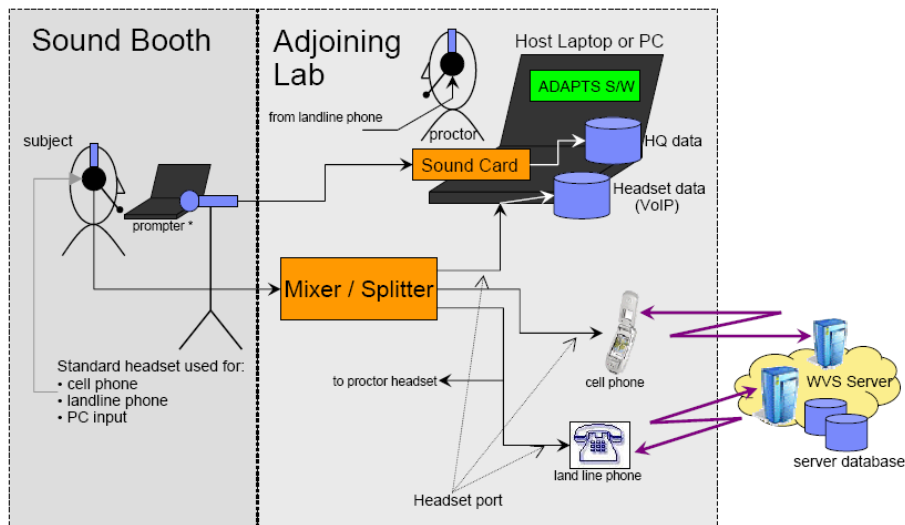 Sound Booth
Adjoining
Lab
Host Laptop or PC
ADAPTS S/W
from landline phone
proctor
HQ data
subject
Sound Card
Headset data
(VoIP)
prompter *
Mixer / Splitter
Standard headset used for:
• cell phone
• landline phone
• PC input
to proctor headset
cell phone
WVS Server
server database
land line phone
Headset port